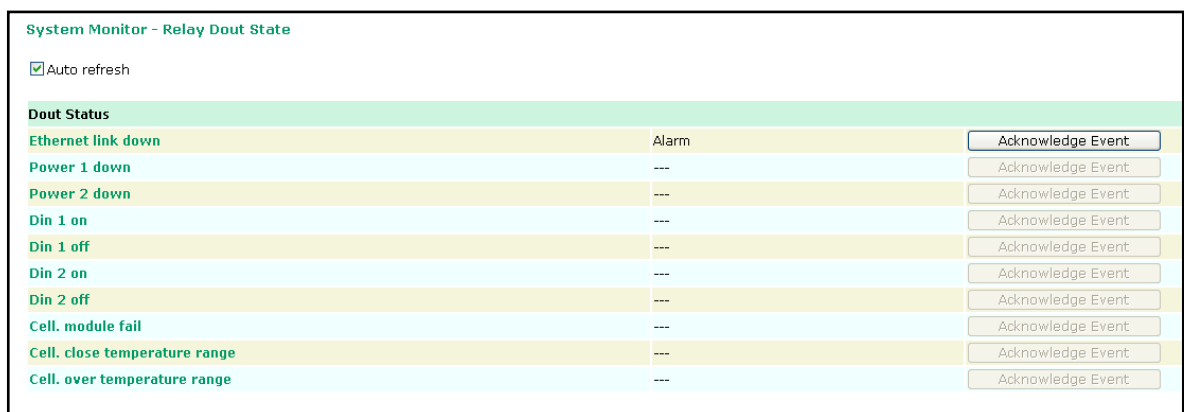 System Monitor - Relay Dout State
Auto refresh
Dout Status
Ethernet link down Alarm Acknowledge Event
Power 1 down --- Acknowledge Event
Power 2 down --- Acknowledge Event
Din 1 on --- Acknowledge Event
Din 1 off --- Acknowledge Event
Din 2 on --- Acknowledge Event
Din 2 off --- Acknowledge Event
Cell. module fail --- Acknowledge Event
Cell. close temperature range --- Acknowledge Event
Cell. over temperature range --- Acknowledge Event